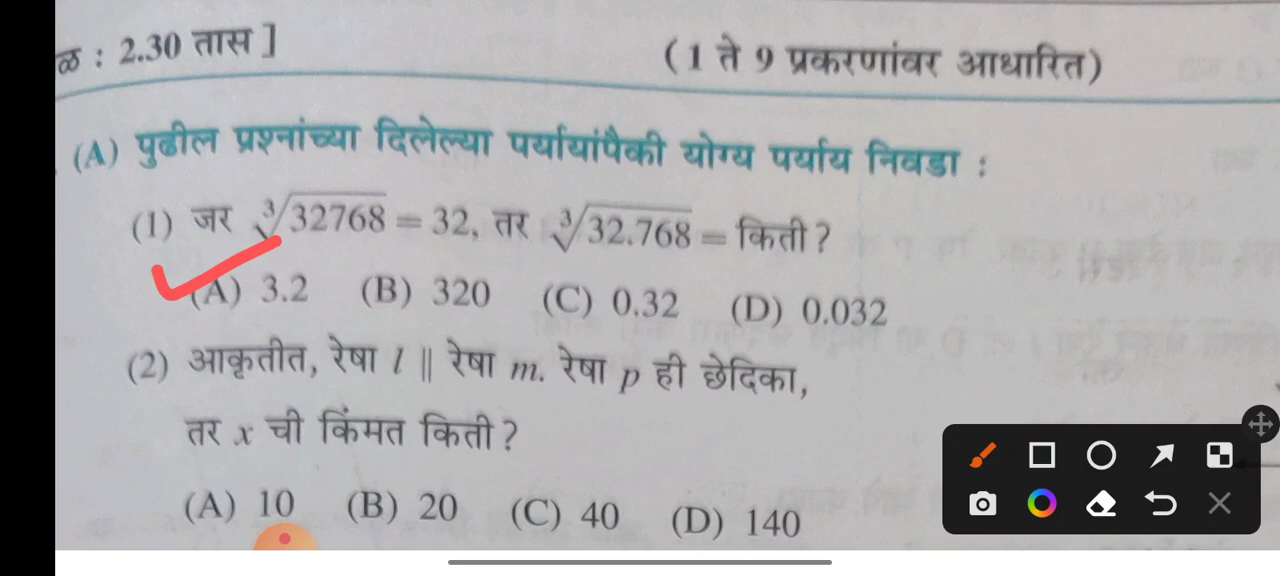 ळ : 2.30 तास ]
(1 ते 9 प्रकरणांवर आधारित)
(A) पुढील प्रश्नांच्या दिलेल्या पर्यायांपैकी योग्य पर्याय निवडा :
(1) जर ∛32768 = 32, तर ∛32.768 = किती ?
(A) 3.2 (B) 320 (C) 0.32 (D) 0.032
(2) आकृतीत, रेषा l || रेषा m. रेषा p ही छेदिका,
तर x ची किंमत किती ?
(A) 10 (B) 20 (C) 40 (D) 140